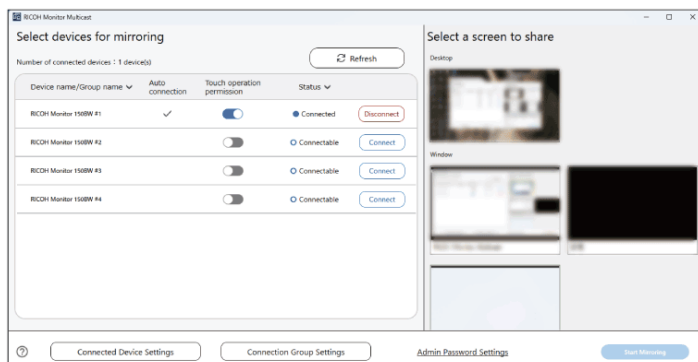 RICOH Monitor Multicast
Select devices for mirroring
Number of connected devices : 1 device(s)
Refresh
Device name/Group name
Auto connection
Touch operation permission
Status
RICOH Monitor 150BW #1
Connected
Disconnect
RICOH Monitor 150BW #2
Connectable
Connect
RICOH Monitor 150BW #3
Connectable
Connect
RICOH Monitor 150BW #4
Connectable
Connect
Select a screen to share
Desktop
Window
Connected Device Settings
Connection Group Settings
Admin Password Settings
Start Mirroring